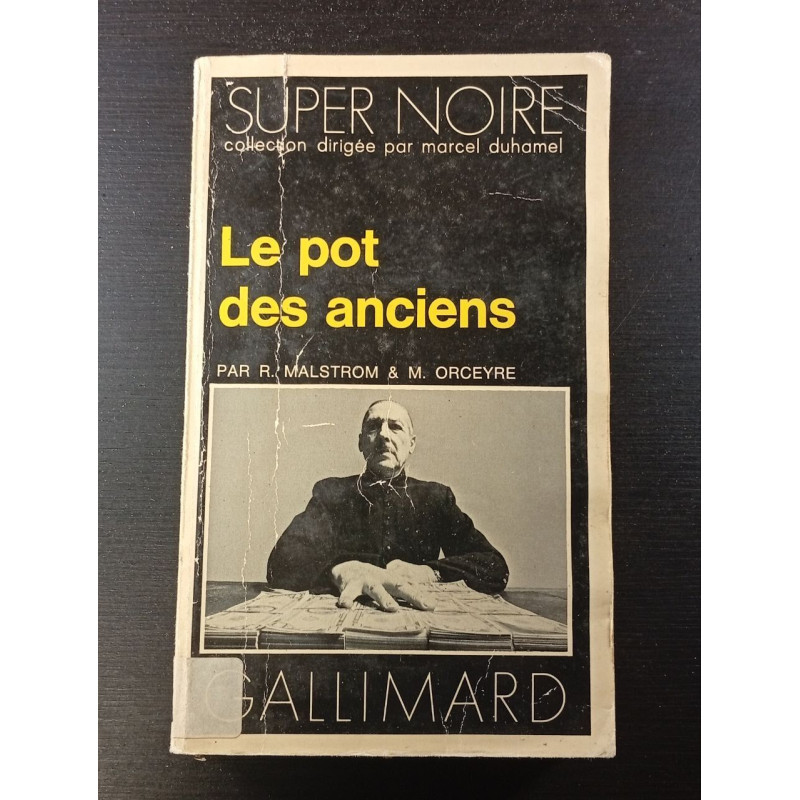 SUPER NOIRE
collection dirigée par marcel duhamel
Le pot
des anciens
PAR R. MALSTROM & M. ORCEYRE
GALLIMARD